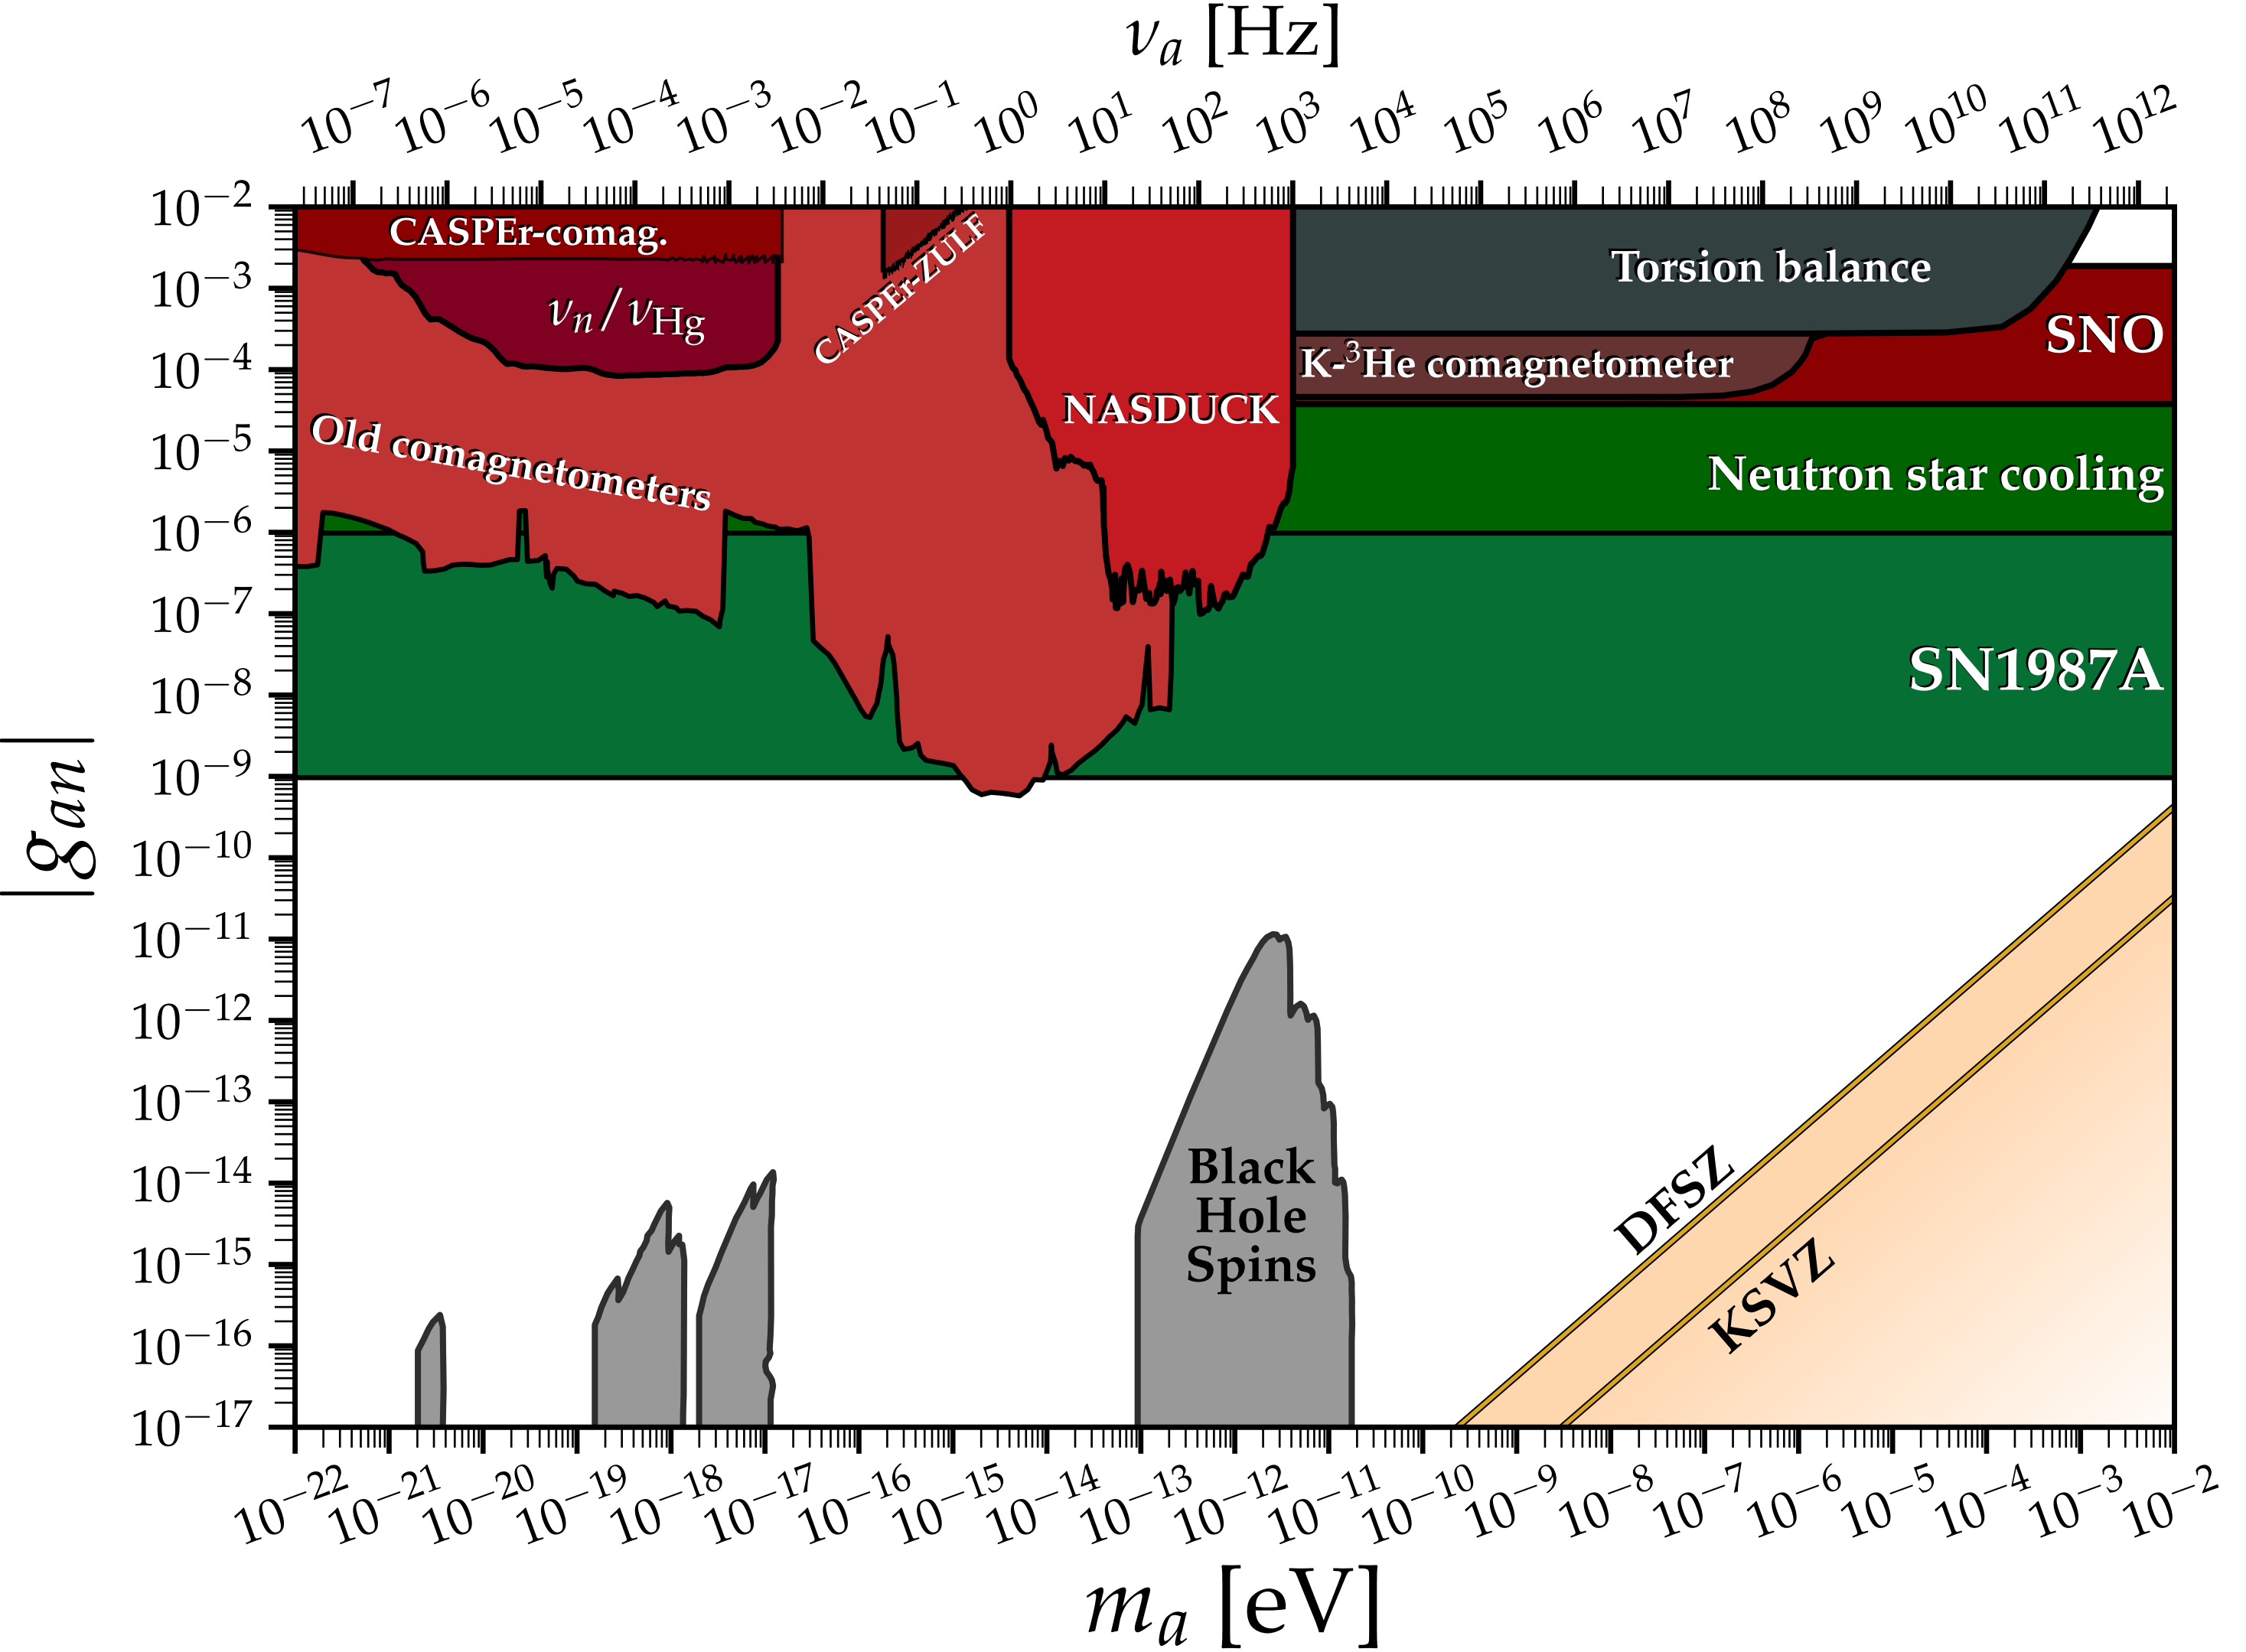 ν_a [Hz]
10^−7 10^−6 10^−5 10^−4 10^−3 10^−2 10^−1 10^0 10^1 10^2 10^3 10^4 10^5 10^6 10^7 10^8 10^9 10^10 10^11 10^12
10^−2
10^−3
10^−4
10^−5
10^−6
10^−7
10^−8
10^−9
10^−10
10^−11
10^−12
10^−13
10^−14
10^−15
10^−16
10^−17
|g_an|
CASPEr-comag.
ν_n/ν_Hg
CASPEr-ZULF
Old comagnetometers
NASDUCK
Torsion balance
SNO
K-^3He comagnetometer
Neutron star cooling
SN1987A
Black
Hole
Spins
DFSZ
KSVZ
10^−22 10^−21 10^−20 10^−19 10^−18 10^−17 10^−16 10^−15 10^−14 10^−13 10^−12 10^−11 10^−10 10^−9 10^−8 10^−7 10^−6 10^−5 10^−4 10^−3 10^−2
m_a [eV]